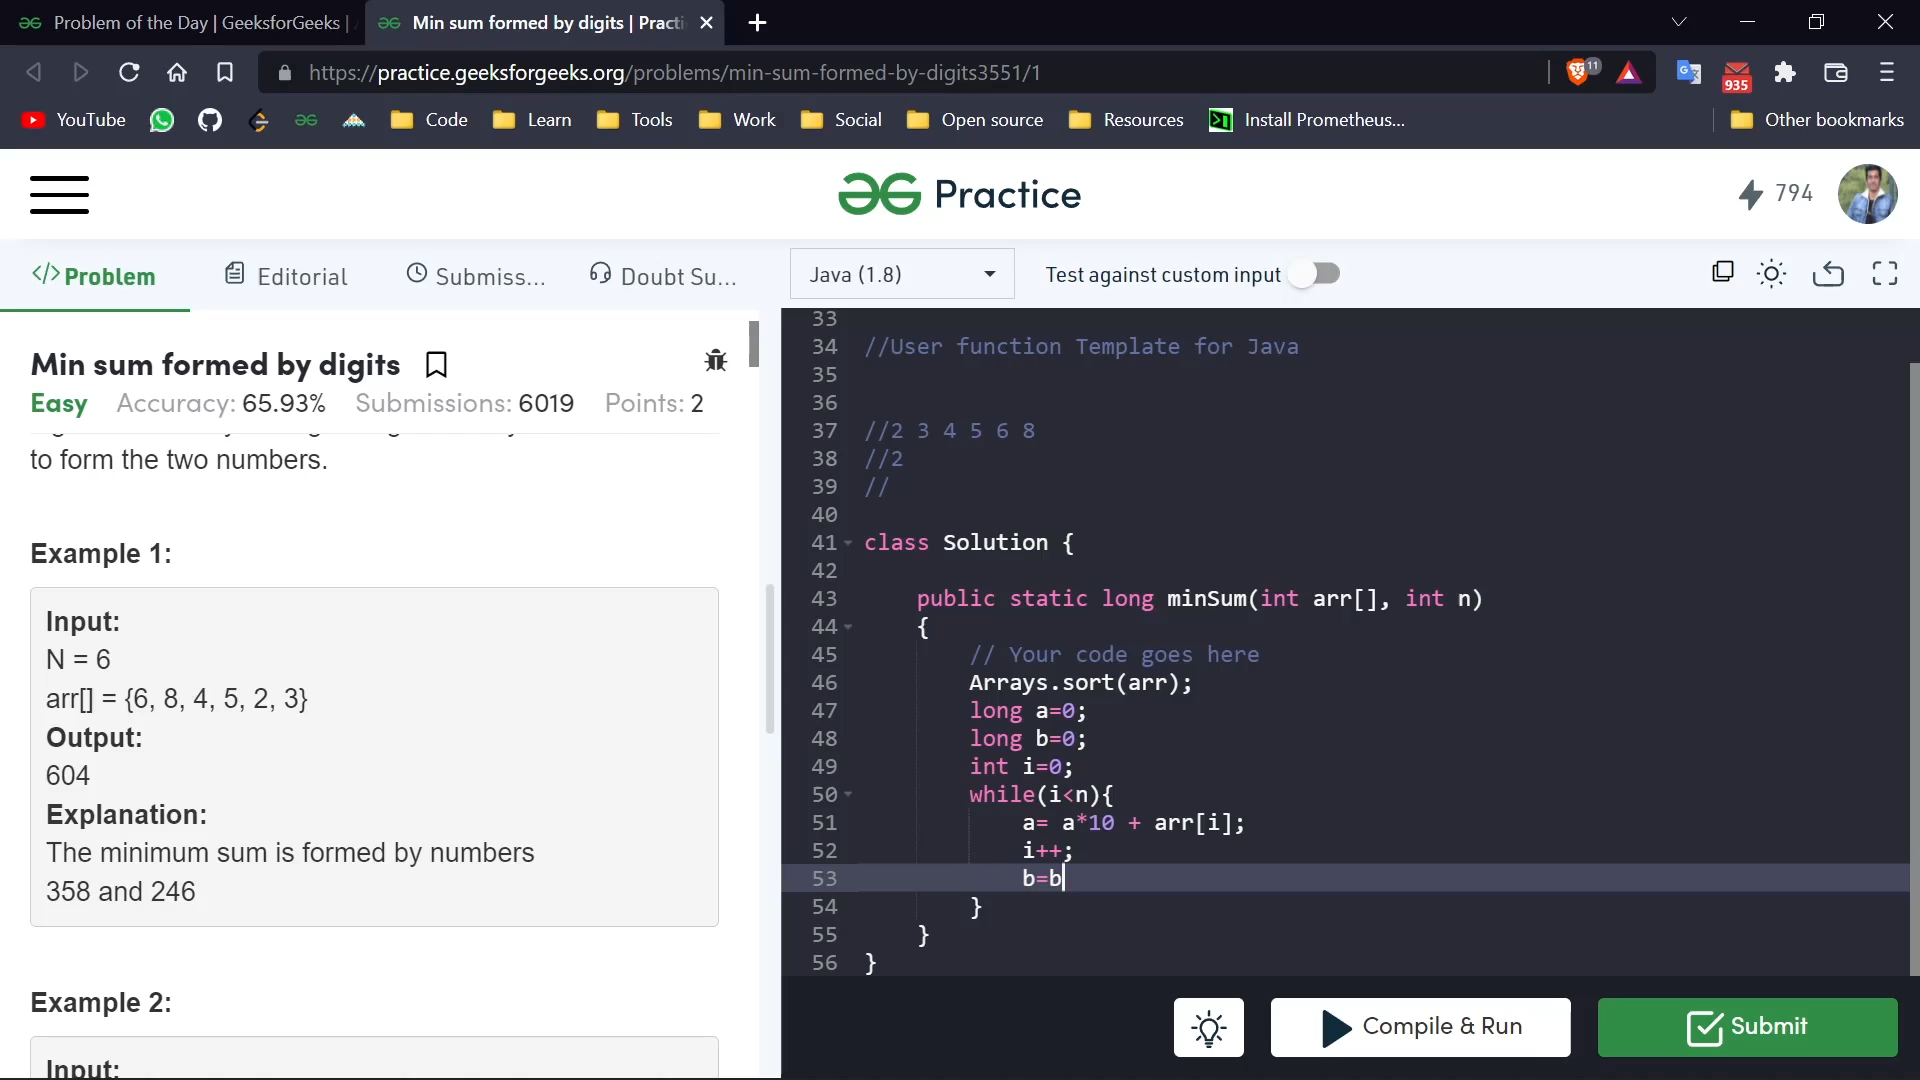 Problem of the Day | GeeksforGeeks |
Min sum formed by digits | Practi
https://practice.geeksforgeeks.org/problems/min-sum-formed-by-digits3551/1
11
935
YouTube
Code
Learn
Tools
Work
Social
Open source
Resources
Install Prometheus...
Other bookmarks
Practice
794
</> Problem
Editorial
Submiss...
Doubt Su...
Java (1.8)
Test against custom input
Min sum formed by digits
Easy Accuracy: 65.93% Submissions: 6019 Points: 2
to form the two numbers.
Example 1:
Input:
N = 6
arr[] = {6, 8, 4, 5, 2, 3}
Output:
604
Explanation:
The minimum sum is formed by numbers
358 and 246
Example 2:
Input:
33
34 //User function Template for Java
35
36
37 //2 3 4 5 6 8
38 //2
39 //
40
41 class Solution {
42
43 public static long minSum(int arr[], int n)
44 {
45 // Your code goes here
46 Arrays.sort(arr);
47 long a=0;
48 long b=0;
49 int i=0;
50 while(i<n){
51 a= a*10 + arr[i];
52 i++;
53 b=b
54 }
55 }
56 }
Compile & Run
Submit